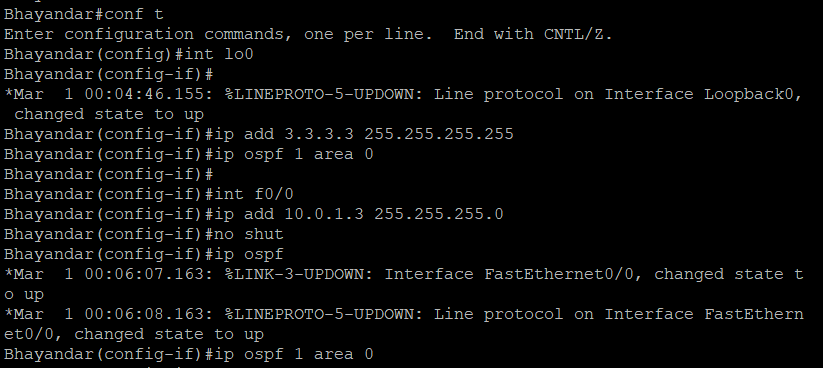 Bhayandar#conf t
Enter configuration commands, one per line.  End with CNTL/Z.
Bhayandar(config)#int lo0
Bhayandar(config-if)#
*Mar  1 00:04:46.155: %LINEPROTO-5-UPDOWN: Line protocol on Interface Loopback0,
 changed state to up
Bhayandar(config-if)#ip add 3.3.3.3 255.255.255.255
Bhayandar(config-if)#ip ospf 1 area 0
Bhayandar(config-if)#
Bhayandar(config-if)#int f0/0
Bhayandar(config-if)#ip add 10.0.1.3 255.255.255.0
Bhayandar(config-if)#no shut
Bhayandar(config-if)#ip ospf
*Mar  1 00:06:07.163: %LINK-3-UPDOWN: Interface FastEthernet0/0, changed state t
o up
*Mar  1 00:06:08.163: %LINEPROTO-5-UPDOWN: Line protocol on Interface FastEthern
et0/0, changed state to up
Bhayandar(config-if)#ip ospf 1 area 0